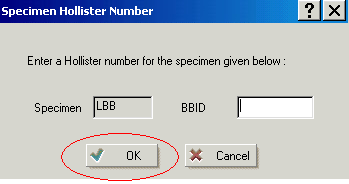 Specimen Hollister Number
Enter a Hollister number for the specimen given below :
Specimen LBB BBID
OK Cancel